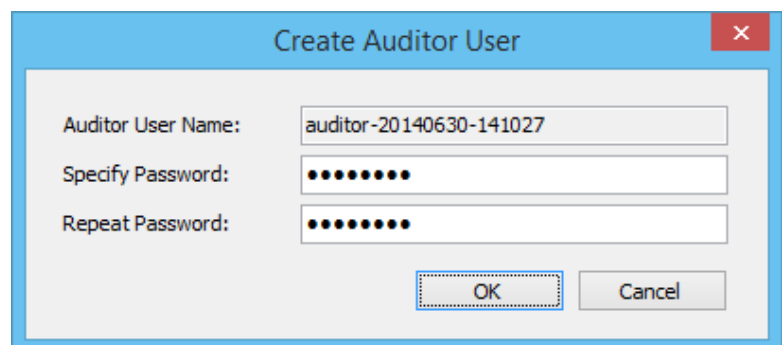 Create Auditor User
Auditor User Name: auditor-20140630-141027
Specify Password: ••••••••
Repeat Password: ••••••••
OK Cancel